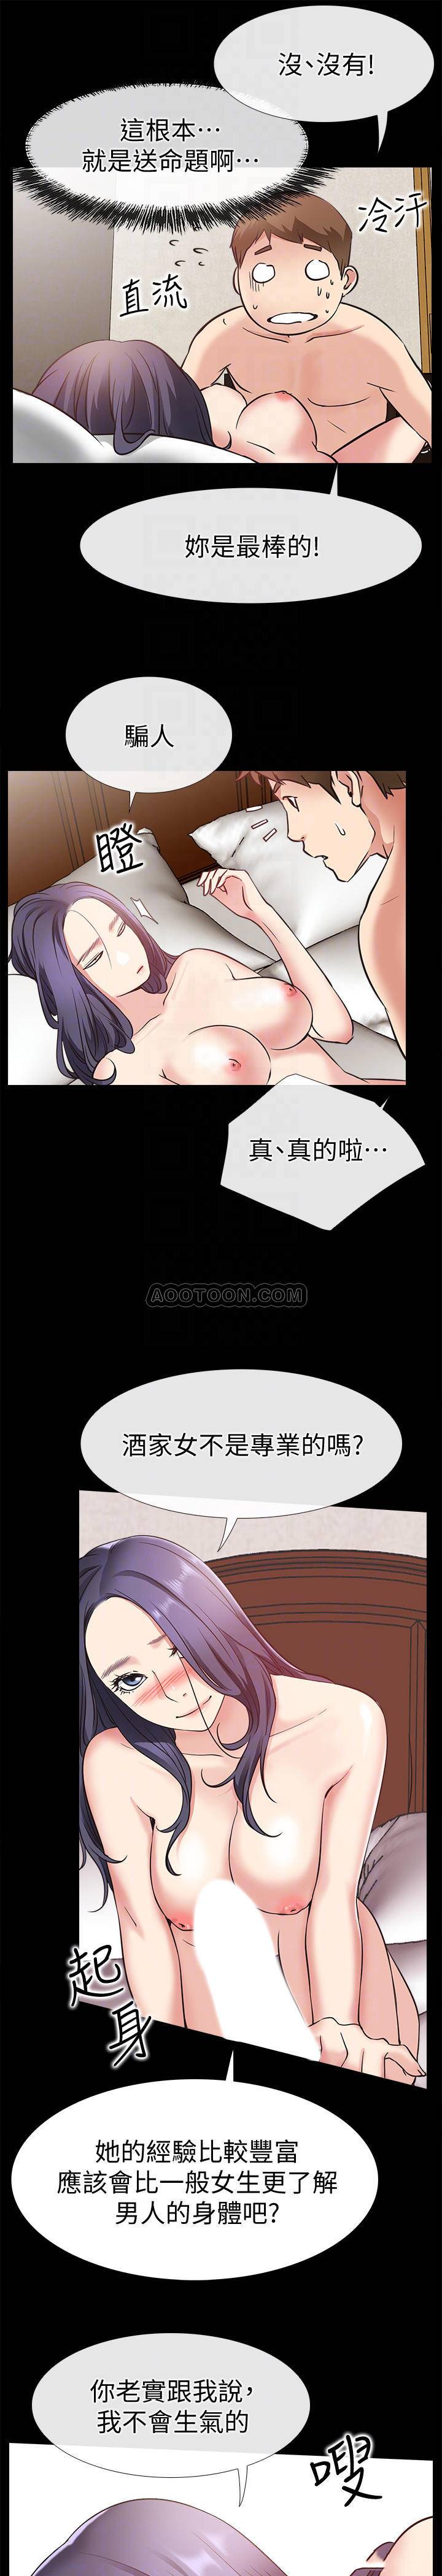 沒、沒有!
這根本…
就是送命題啊…
冷汗
直流
妳是最棒的!
騙人
瞪
真、真的啦…
AOOTOON.COM
酒家女不是專業的嗎?
起身
她的經驗比較豐富
應該會比一般女生更了解
男人的身體吧?
你老實跟我說,
我不會生氣的
嗖